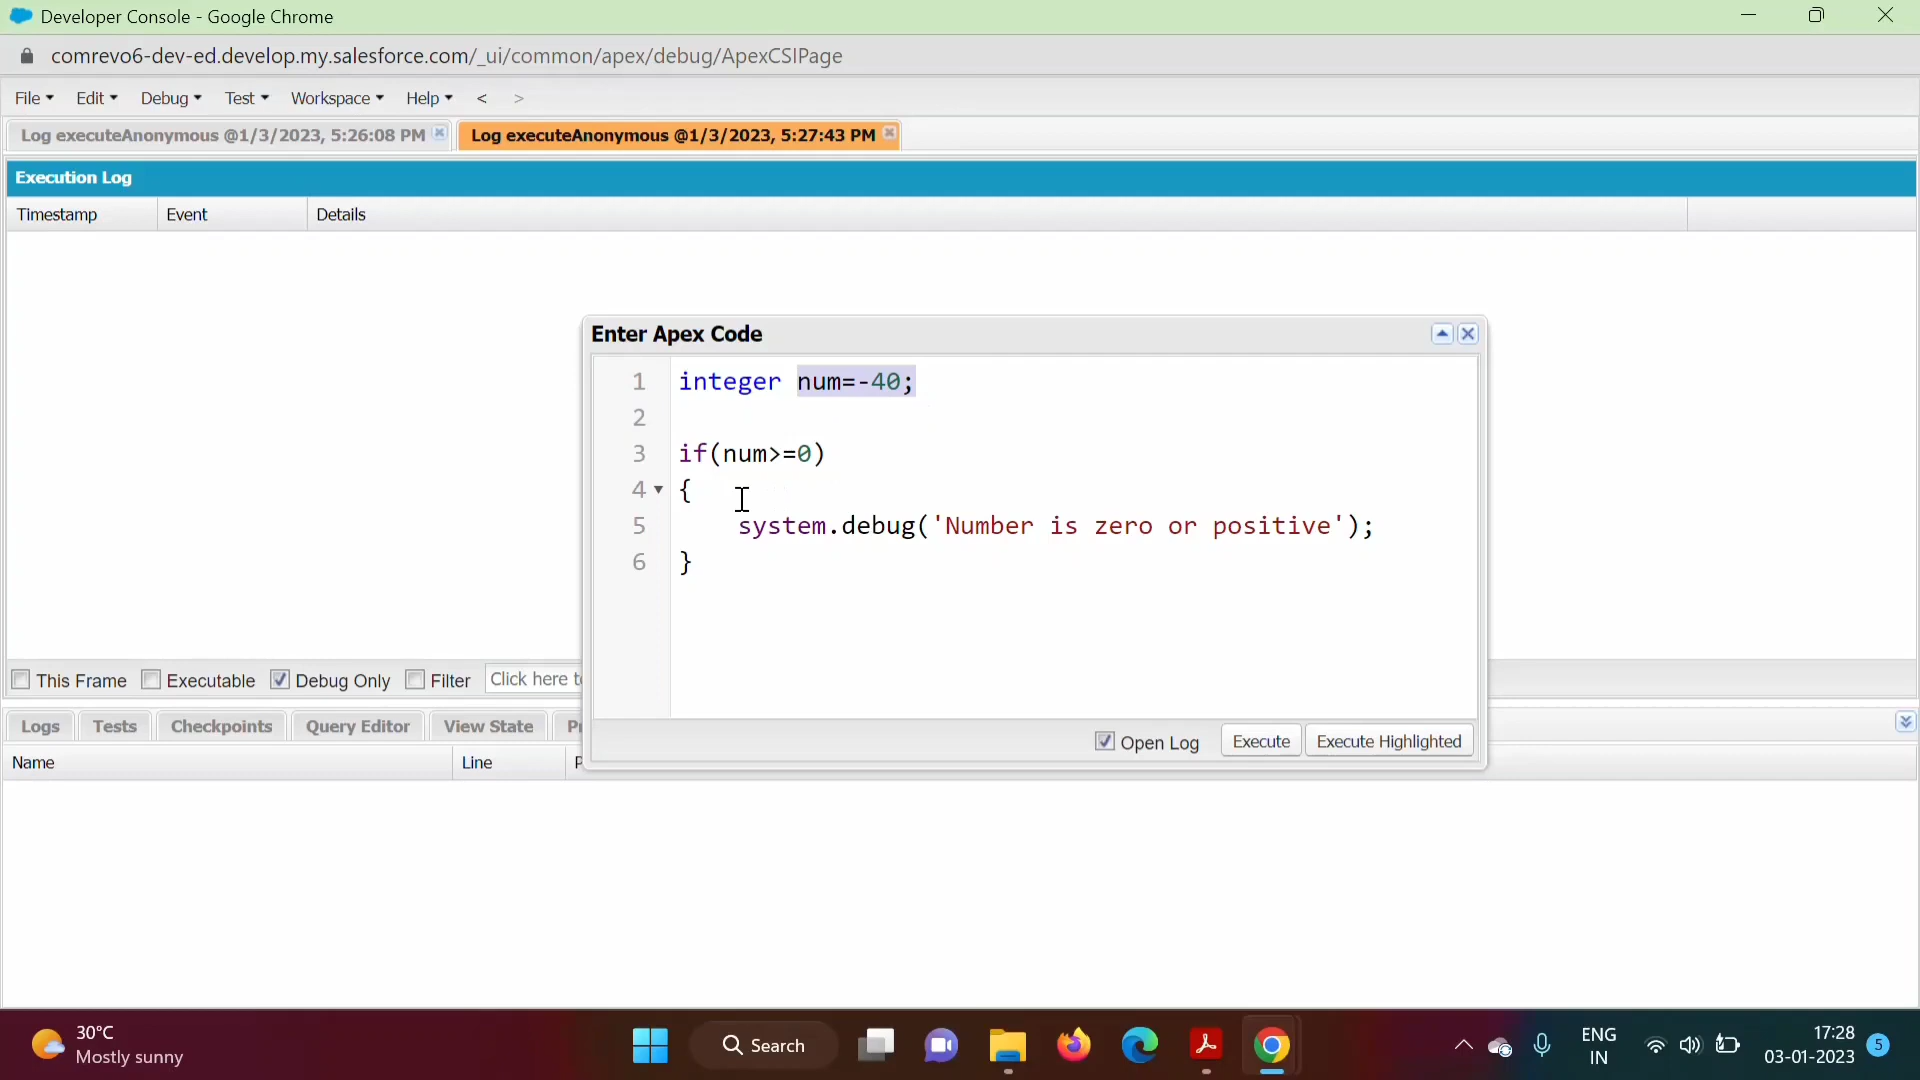 Developer Console - Google Chrome
comrevo6-dev-ed.develop.my.salesforce.com/_ui/common/apex/debug/ApexCSIPage
File Edit Debug Test Workspace Help < >
Log executeAnonymous @1/3/2023, 5:26:08 PM Log executeAnonymous @1/3/2023, 5:27:43 PM
Execution Log
Timestamp Event Details
Enter Apex Code
1 integer num=-40;
2
3 if(num>=0)
4 {
5 system.debug('Number is zero or positive');
6 }
This Frame Executable Debug Only Filter Click here
Open Log Execute Execute Highlighted
Logs Tests Checkpoints Query Editor View State
Name Line
30°C
Mostly sunny
Search
ENG
IN
17:28
03-01-2023
5